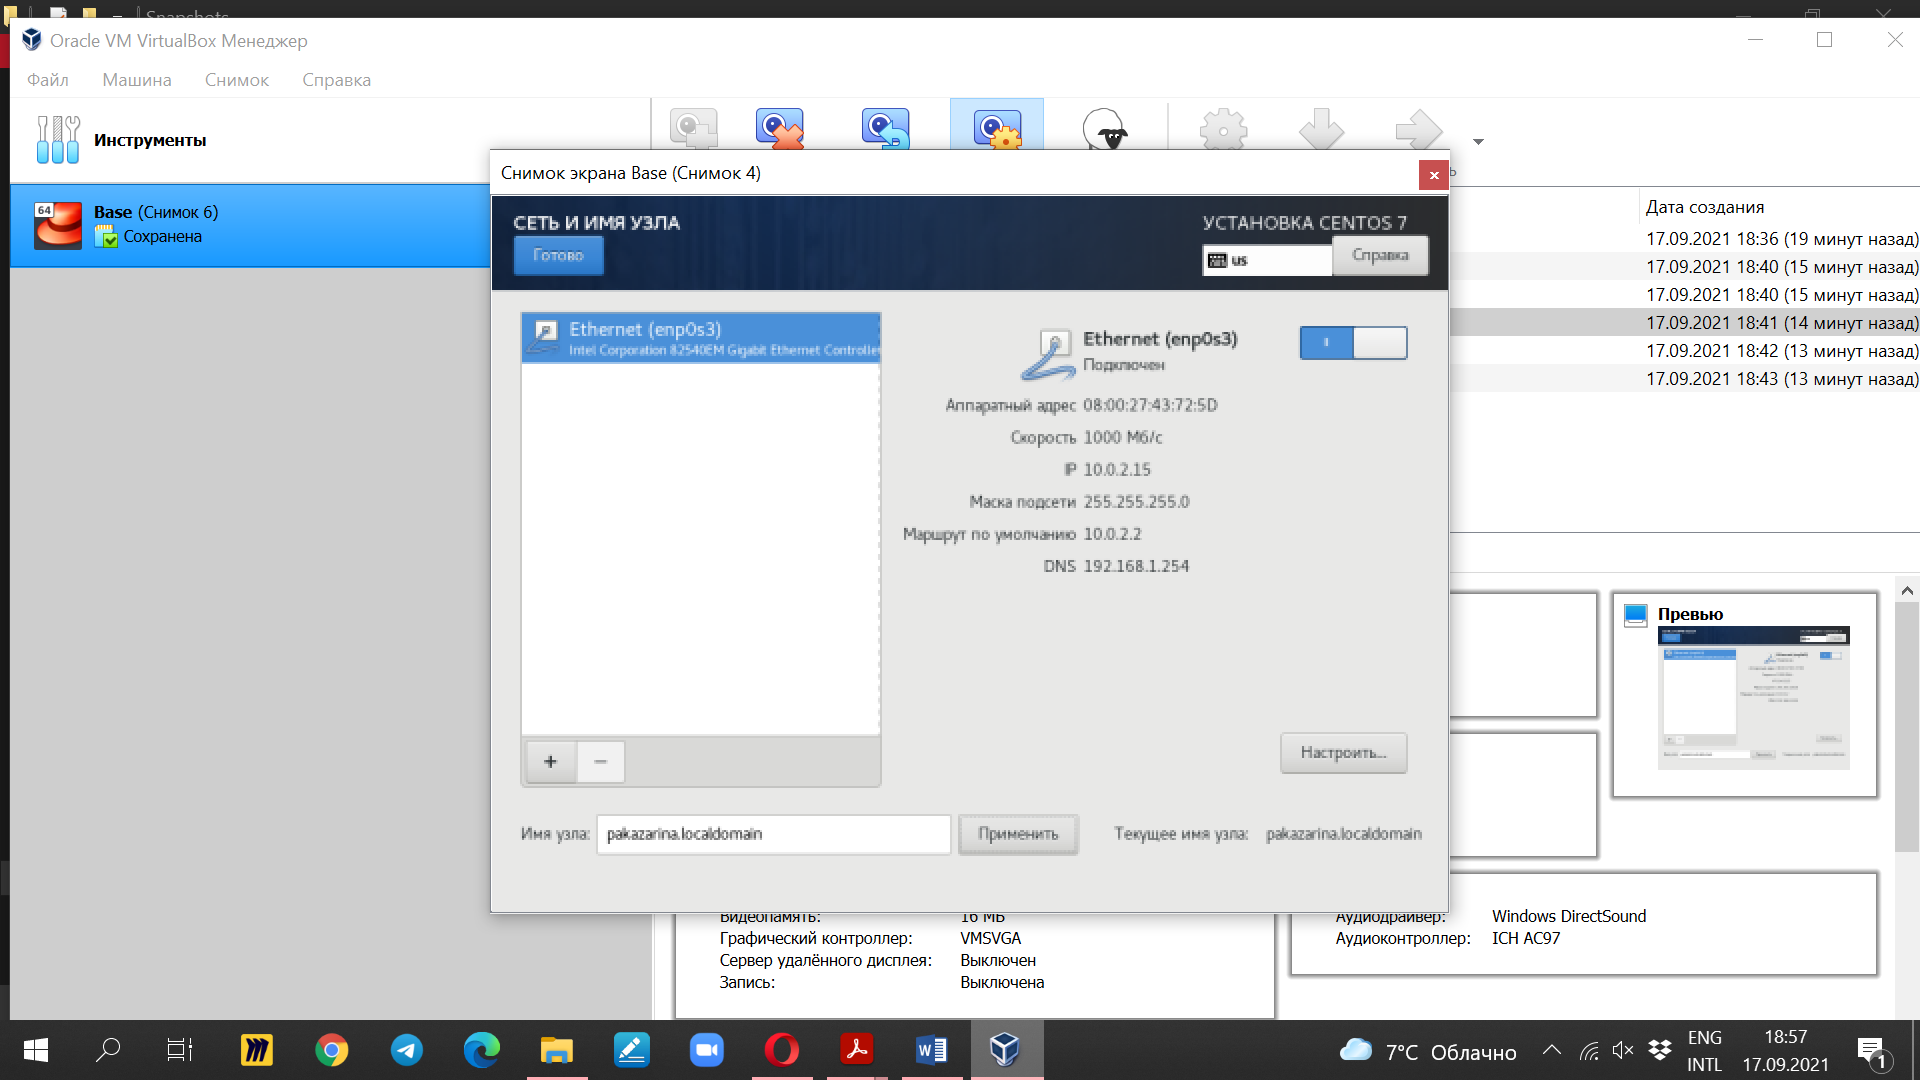 Snapshots
Oracle VM VirtualBox Менеджер
Файл Машина Снимок Справка
Инструменты
64
Base (Снимок 6)
Сохранена
Снимок экрана Base (Снимок 4)
СЕТЬ И ИМЯ УЗЛА
УСТАНОВКА CENTOS 7
Готово
us
Справка
Ethernet (enp0s3)
Intel Corporation 82540EM Gigabit Ethernet Controlle
Ethernet (enp0s3)
Подключен
Аппаратный адрес 08:00:27:43:72:5D
Скорость 1000 Мб/с
IP 10.0.2.15
Маска подсети 255.255.255.0
Маршрут по умолчанию 10.0.2.2
DNS 192.168.1.254
+ −
Настроить...
Имя узла: pakazarina.localdomain
Применить
Текущее имя узла: pakazarina.localdomain
Дата создания
17.09.2021 18:36 (19 минут назад)
17.09.2021 18:40 (15 минут назад)
17.09.2021 18:40 (15 минут назад)
17.09.2021 18:41 (14 минут назад)
17.09.2021 18:42 (13 минут назад)
17.09.2021 18:43 (13 минут назад)
Превью
Видеопамять: 16 МБ
Графический контроллер: VMSVGA
Сервер удалённого дисплея: Выключен
Запись: Выключена
Аудиодрайвер: Windows DirectSound
Аудиоконтроллер: ICH AC97
7°C Облачно
ENG
INTL
18:57
17.09.2021
1